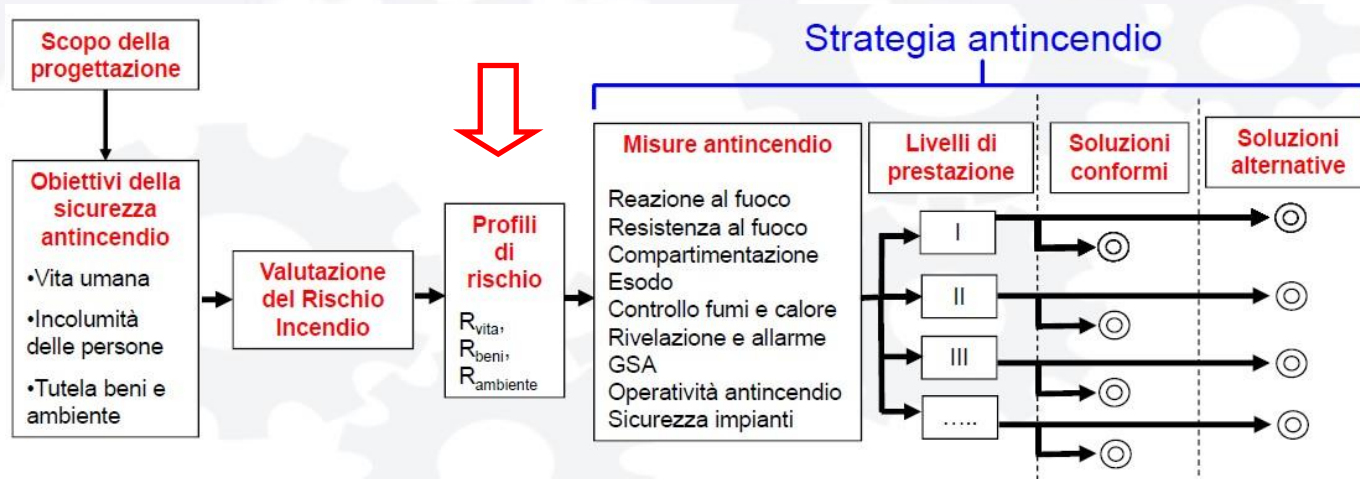 Scopo della
progettazione
Strategia antincendio
Obiettivi della
sicurezza
antincendio
•Vita umana
•Incolumità
delle persone
•Tutela beni e
ambiente
Valutazione
del Rischio
Incendio
Profili
di
rischio
Rvita,
Rbeni,
Rambiente
Misure antincendio
Reazione al fuoco
Resistenza al fuoco
Compartimentazione
Esodo
Controllo fumi e calore
Rivelazione e allarme
GSA
Operatività antincendio
Sicurezza impianti
Livelli di
prestazione
I
II
III
.....
Soluzioni
conformi
Soluzioni
alternative